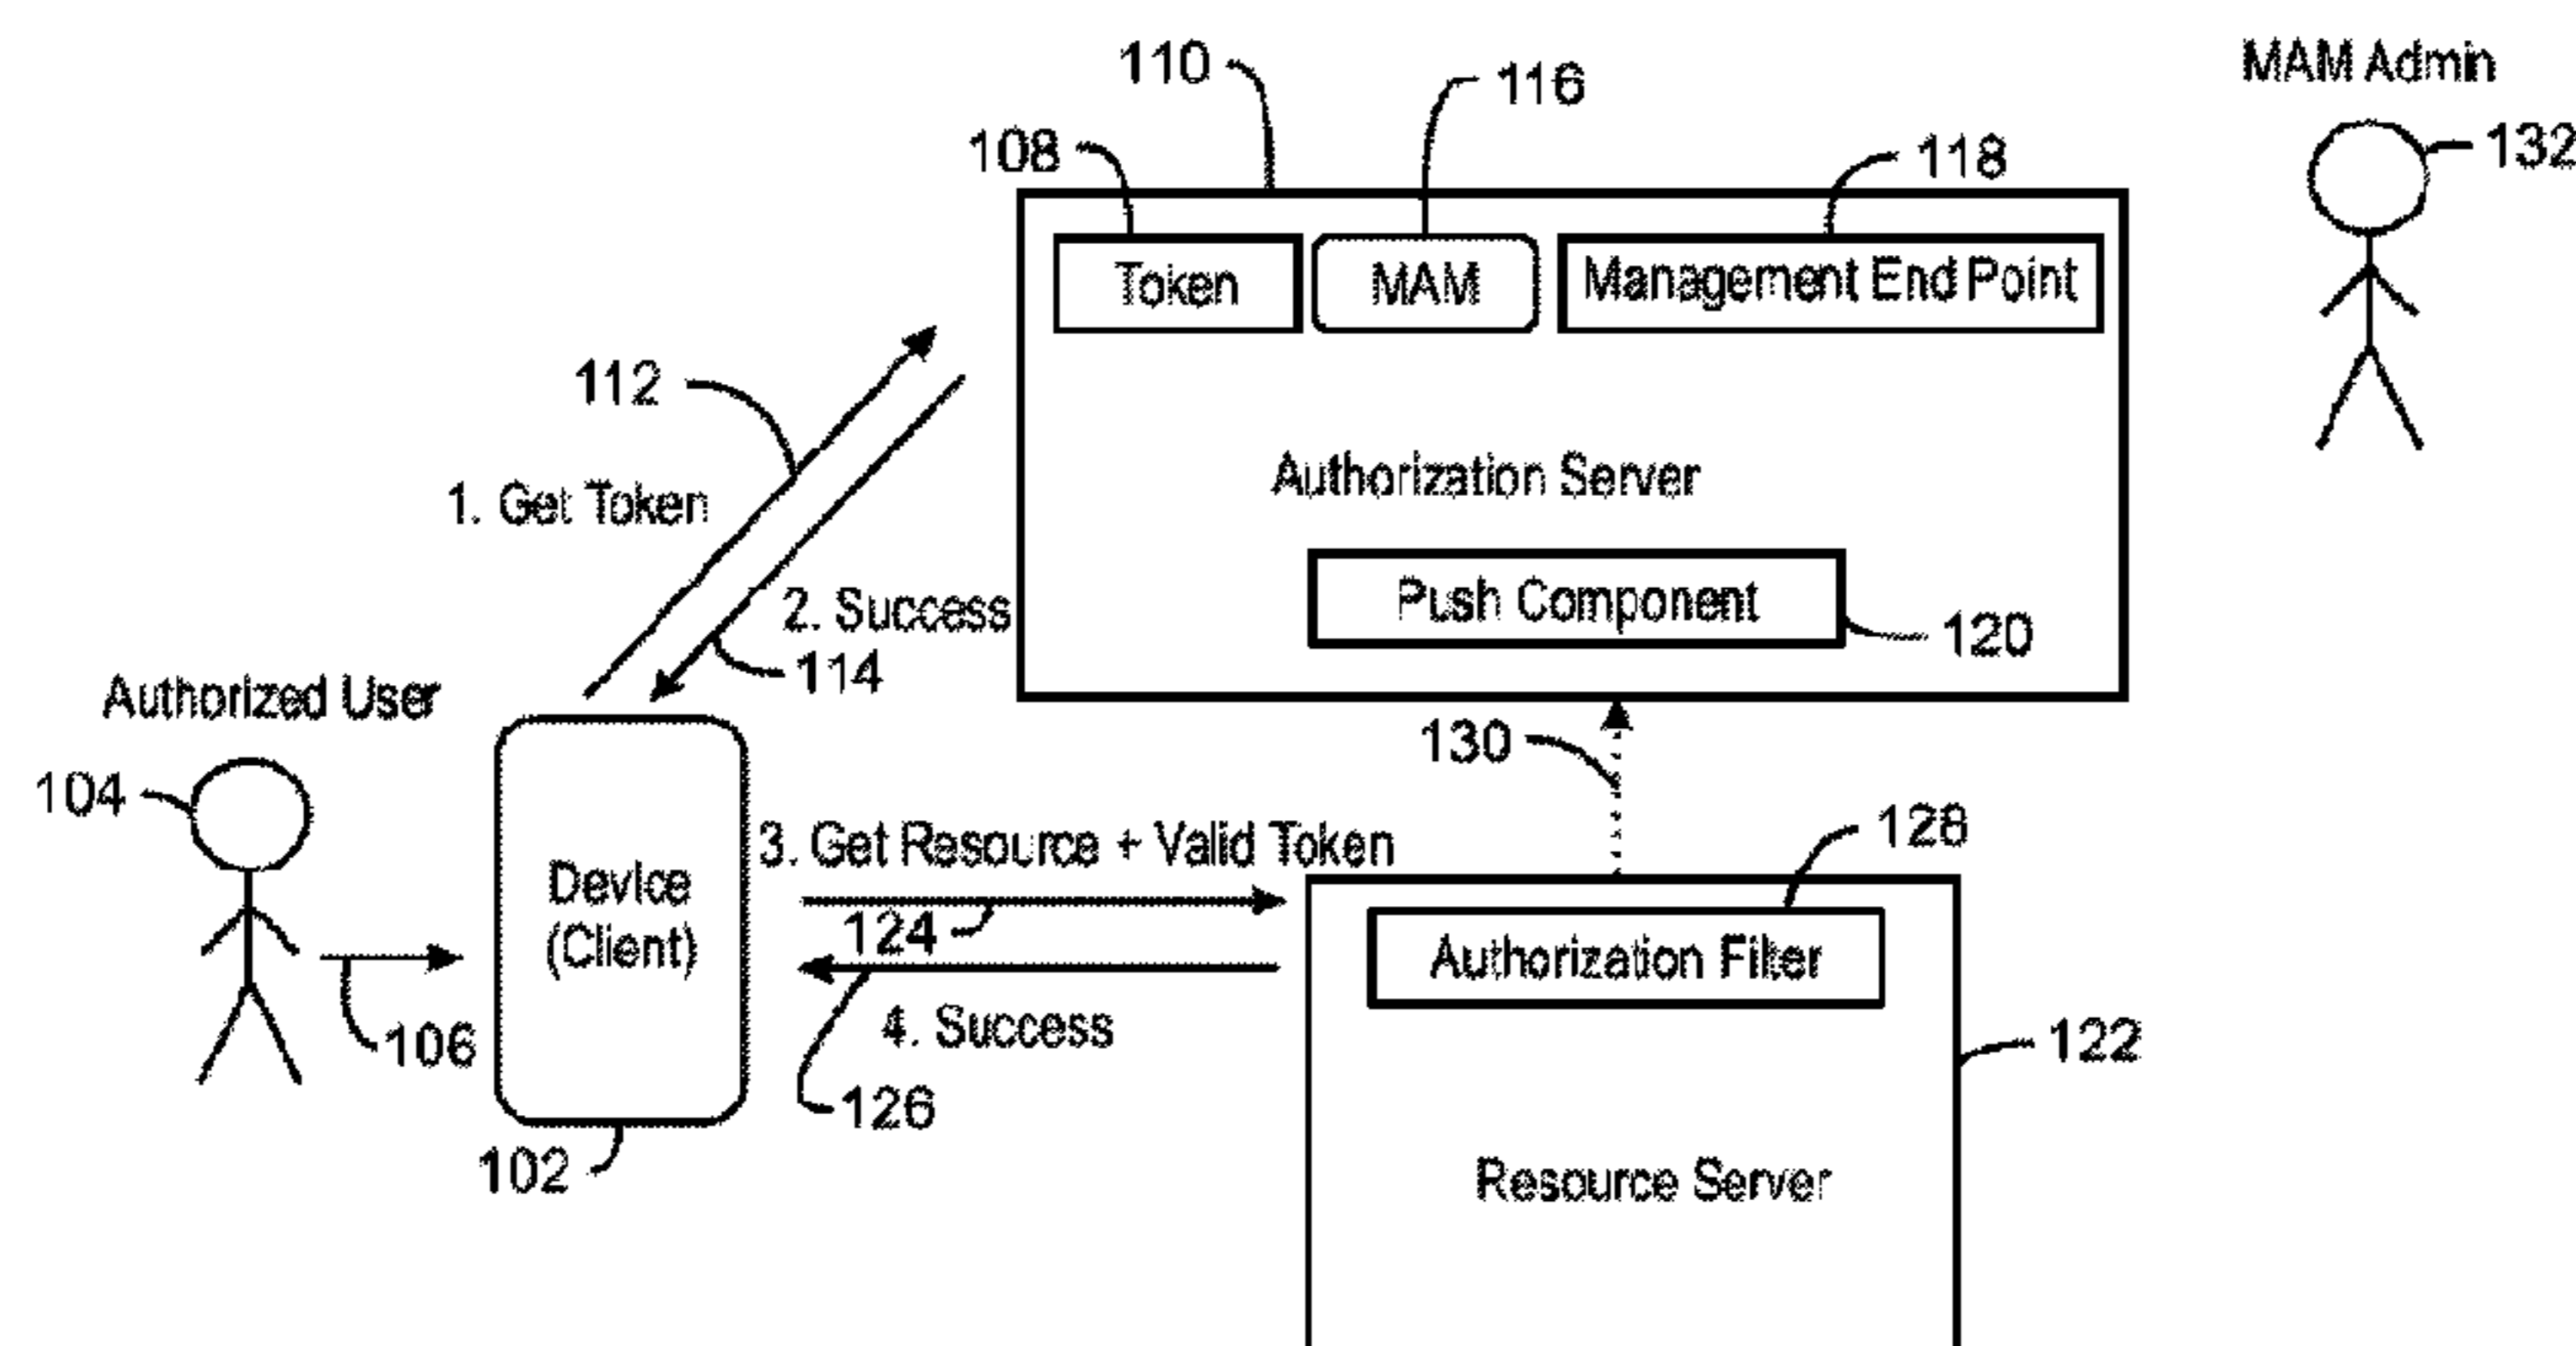 110
116
MAM Admin
108
118
132
Token
MAM
Management End Point
112
Authorization Server
1. Get Token
2. Success
Push Component
120
114
Authorized User
130
104
3. Get Resource + Valid Token
128
Device
(Client)
124
Authorization Filter
106
4. Success
122
126
102
Resource Server